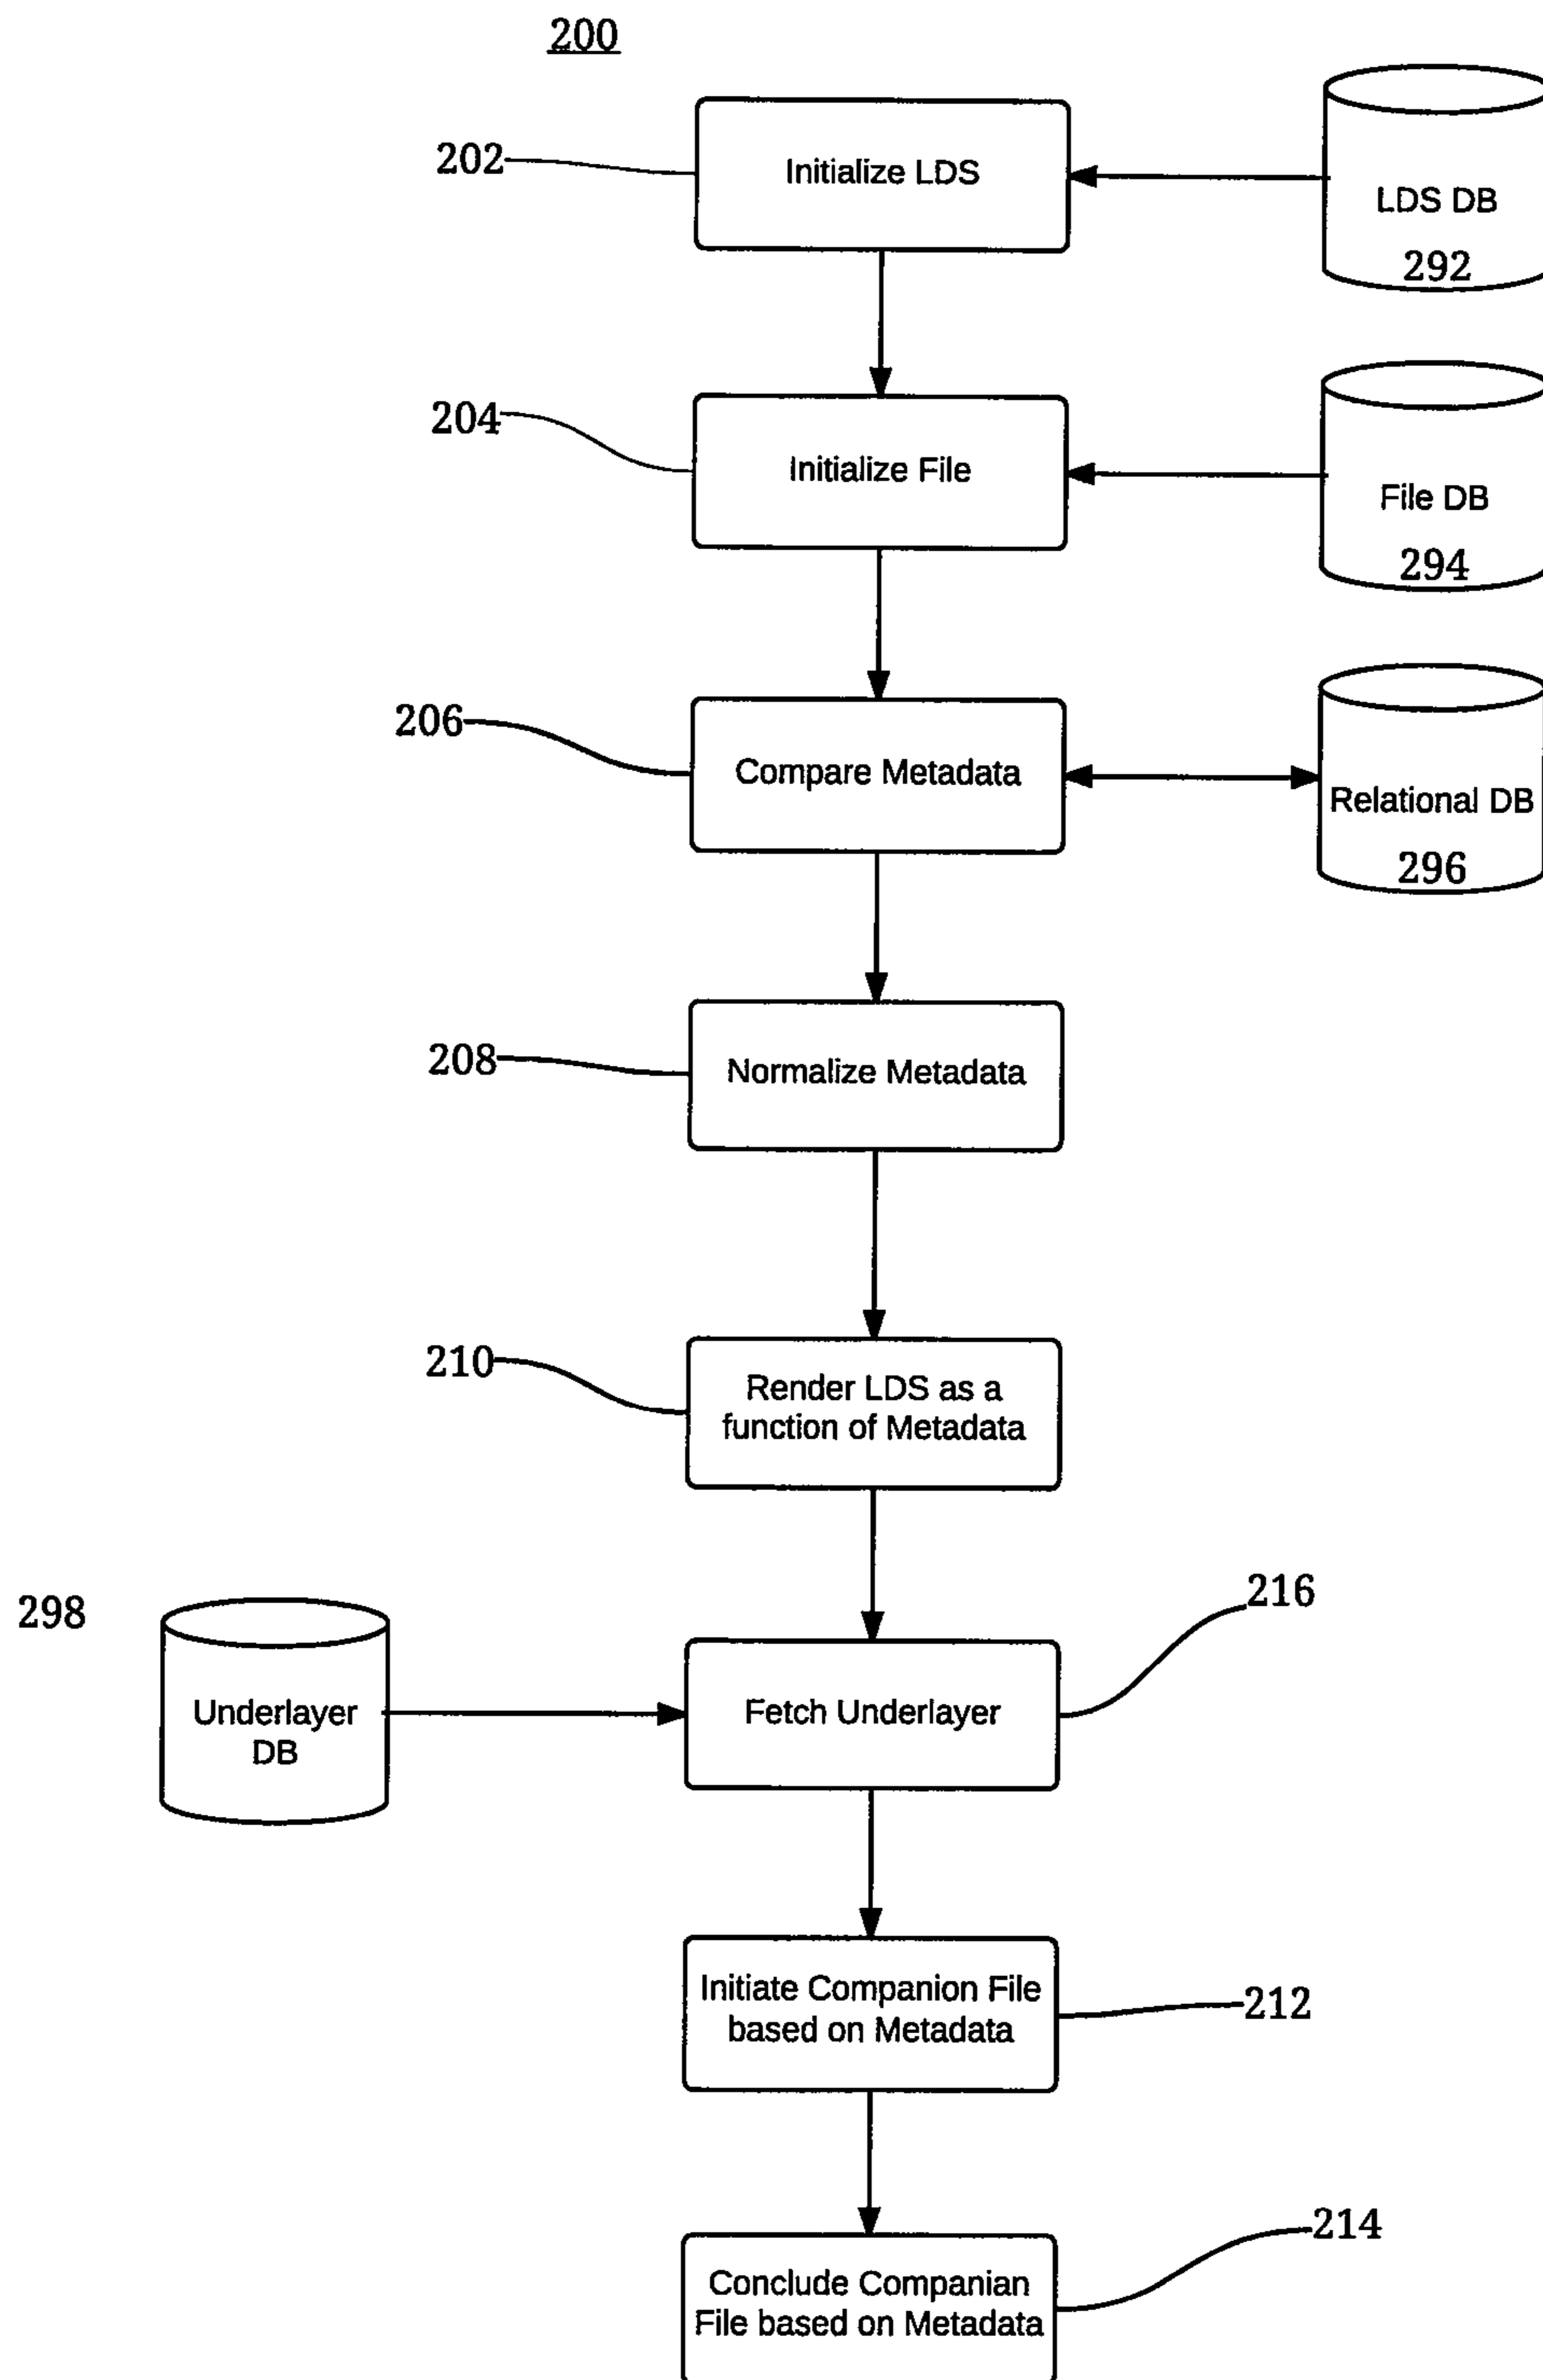 200
202
Initialize LDS
LDS DB
292
204
Initialize File
File DB
294
206
Compare Metadata
Relational DB
296
208
Normalize Metadata
210
Render LDS as a
function of Metadata
298
Underlayer
DB
Fetch Underlayer
216
Initiate Companion File
based on Metadata
212
Conclude Companian
File based on Metadata
214